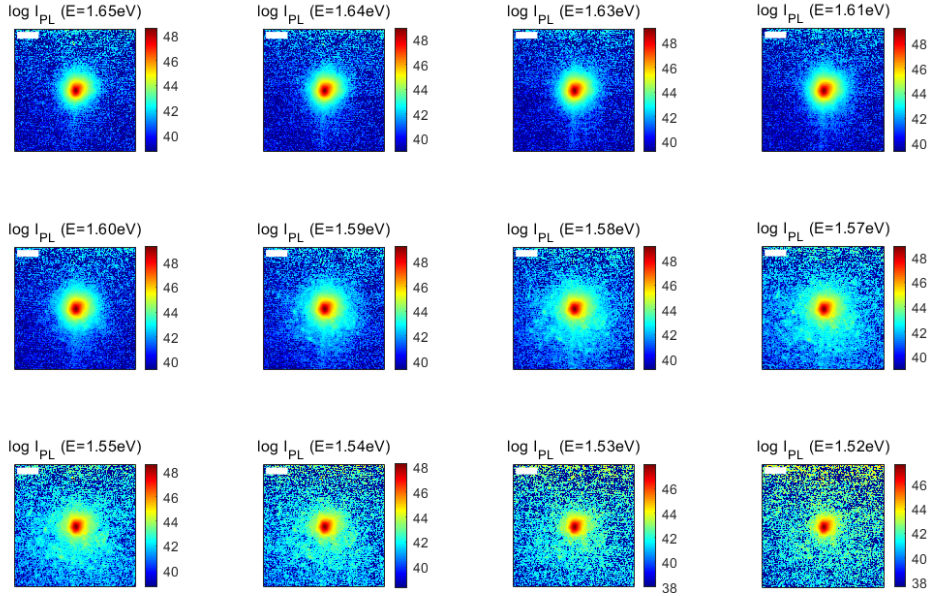 log I_PL (E=1.65eV) log I_PL (E=1.64eV) log I_PL (E=1.63eV) log I_PL (E=1.61eV)
48 48 48 48
46 46 46 46
44 44 44 44
42 42 42 42
40 40 40 40
log I_PL (E=1.60eV) log I_PL (E=1.59eV) log I_PL (E=1.58eV) log I_PL (E=1.57eV)
48 48 48 48
46 46 46 46
44 44 44 44
42 42 42 42
40 40 40 40
log I_PL (E=1.55eV) log I_PL (E=1.54eV) log I_PL (E=1.53eV) log I_PL (E=1.52eV)
48 48 46 46
46 46 44 44
44 44 42 42
42 42 40 40
40 40 38 38